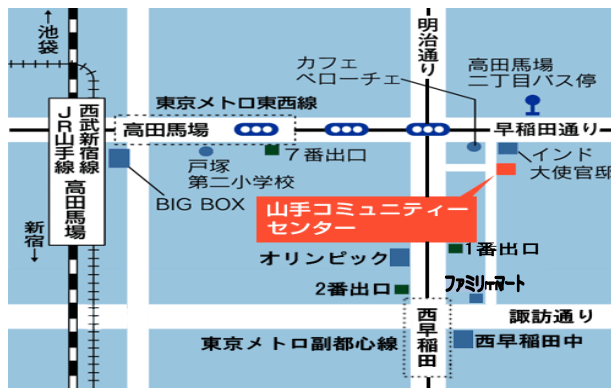 ↑
池袋
明治通り
カフェ
ベローチェ
高田馬場
二丁目バス停
東京メトロ東西線
高田馬場
早稲田通り
西武新宿線
JR山手線
高田馬場
7番出口
戸塚
第二小学校
BIG BOX
インド
大使官邸
山手コミュニティー
センター
新宿
↓
オリンピック
1番出口
2番出口
ファミリーマート
西早稲田
諏訪通り
東京メトロ副都心線
西早稲田中